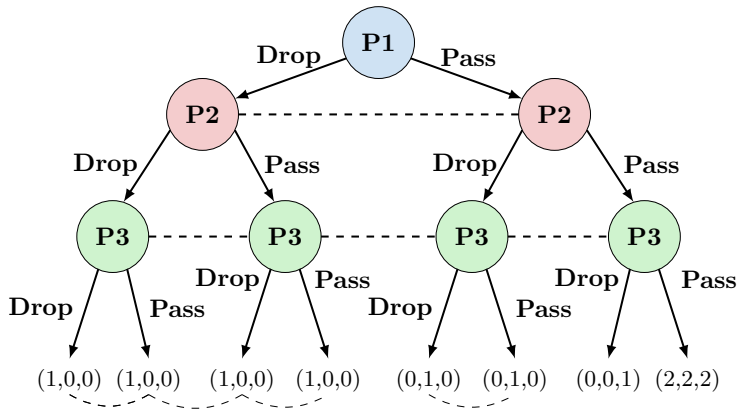 P1
Drop Pass
P2 P2
Drop Pass Drop Pass
P3 P3 P3 P3
Drop Pass Drop Pass Drop Pass Drop Pass
(1,0,0) (1,0,0) (1,0,0) (1,0,0) (0,1,0) (0,1,0) (0,0,1) (2,2,2)